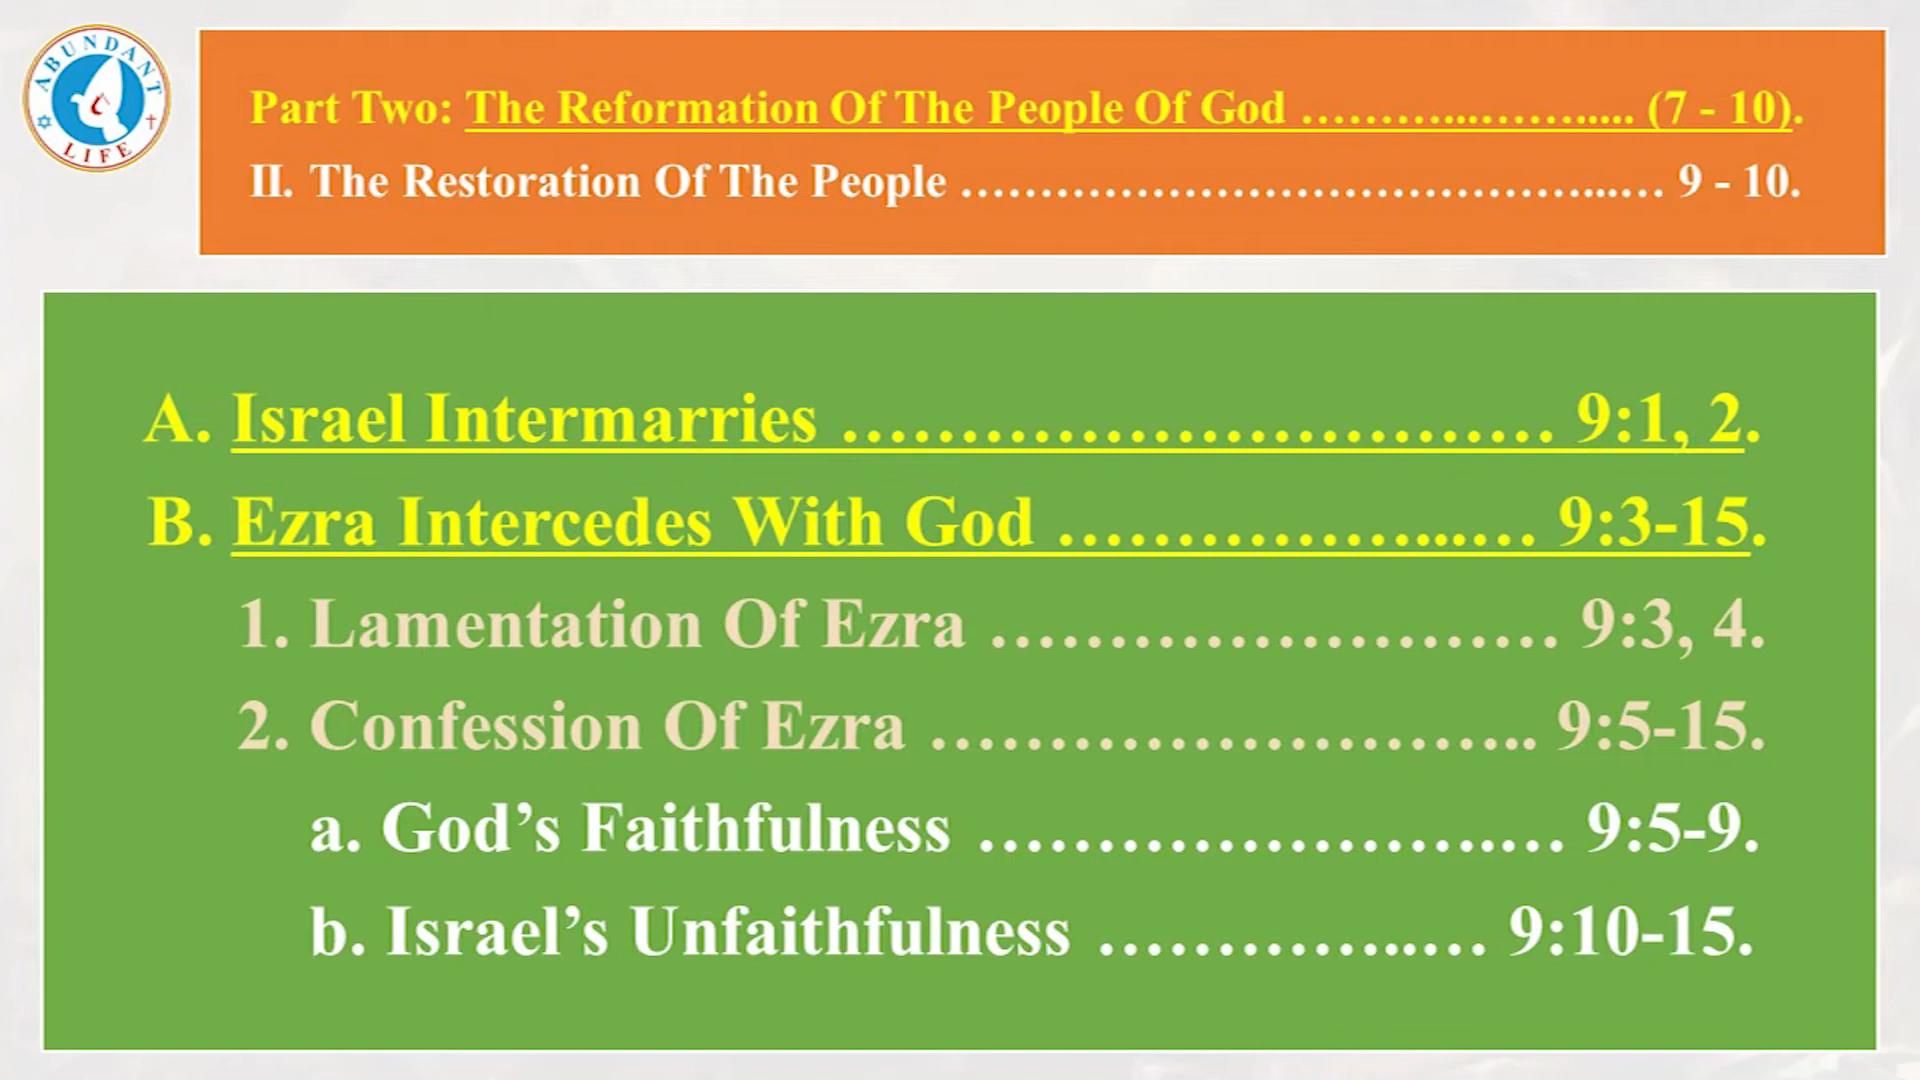 ABUNDANT
LIFE
Part Two: The Reformation Of The People Of God ………...……..... (7 - 10).
II. The Restoration Of The People …………………………………...… 9 - 10.
A. Israel Intermarries ………………………… 9:1, 2.
B. Ezra Intercedes With God ……………...… 9:3-15.
1. Lamentation Of Ezra …………………… 9:3, 4.
2. Confession Of Ezra …………………….. 9:5-15.
a. God’s Faithfulness ………………….… 9:5-9.
b. Israel’s Unfaithfulness …………..… 9:10-15.